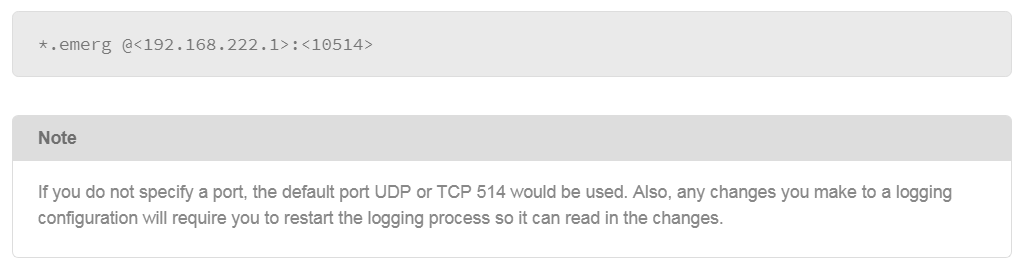 *.emerg @<192.168.222.1>:<10514>
Note
If you do not specify a port, the default port UDP or TCP 514 would be used. Also, any changes you make to a logging
configuration will require you to restart the logging process so it can read in the changes.